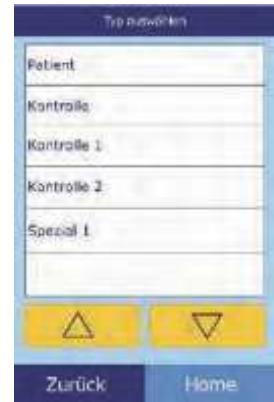 Typ auswählen
Patient
Kontrolle
Kontrolle 1
Kontrolle 2
Spezial 1
Zurück
Home